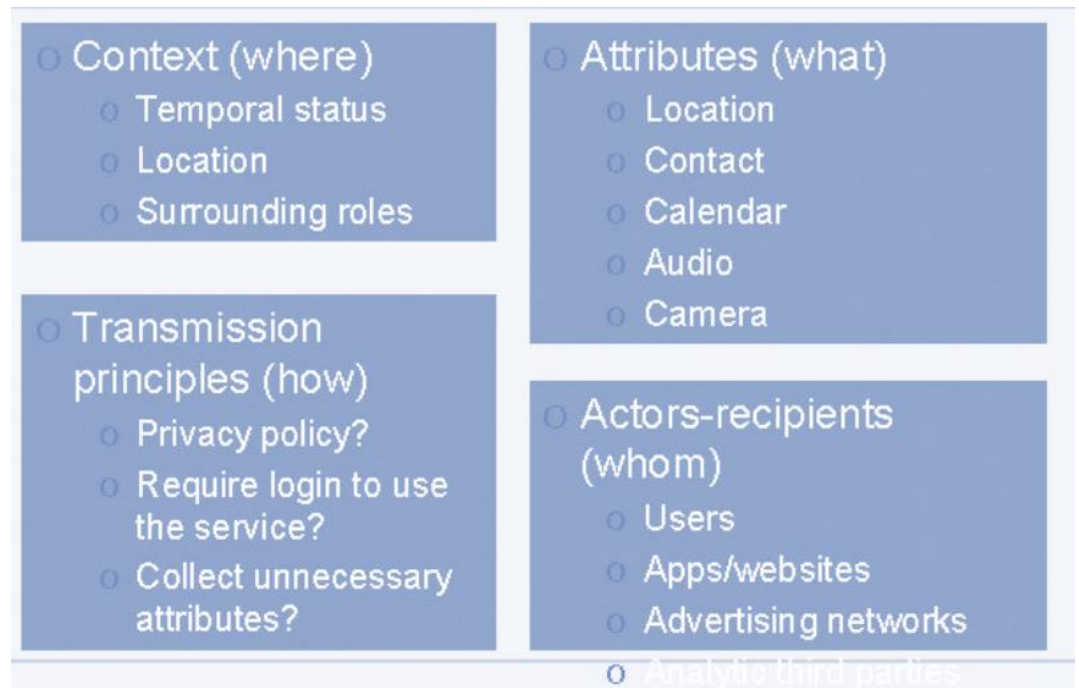 o Context (where)
o Temporal status
o Location
o Surrounding roles
o Transmission
principles (how)
o Privacy policy?
o Require login to use
the service?
o Collect unnecessary
attributes?
o Attributes (what)
o Location
o Contact
o Calendar
o Audio
o Camera
o Actors-recipients
(whom)
o Users
o Apps/websites
o Advertising networks
o Analytic third parties